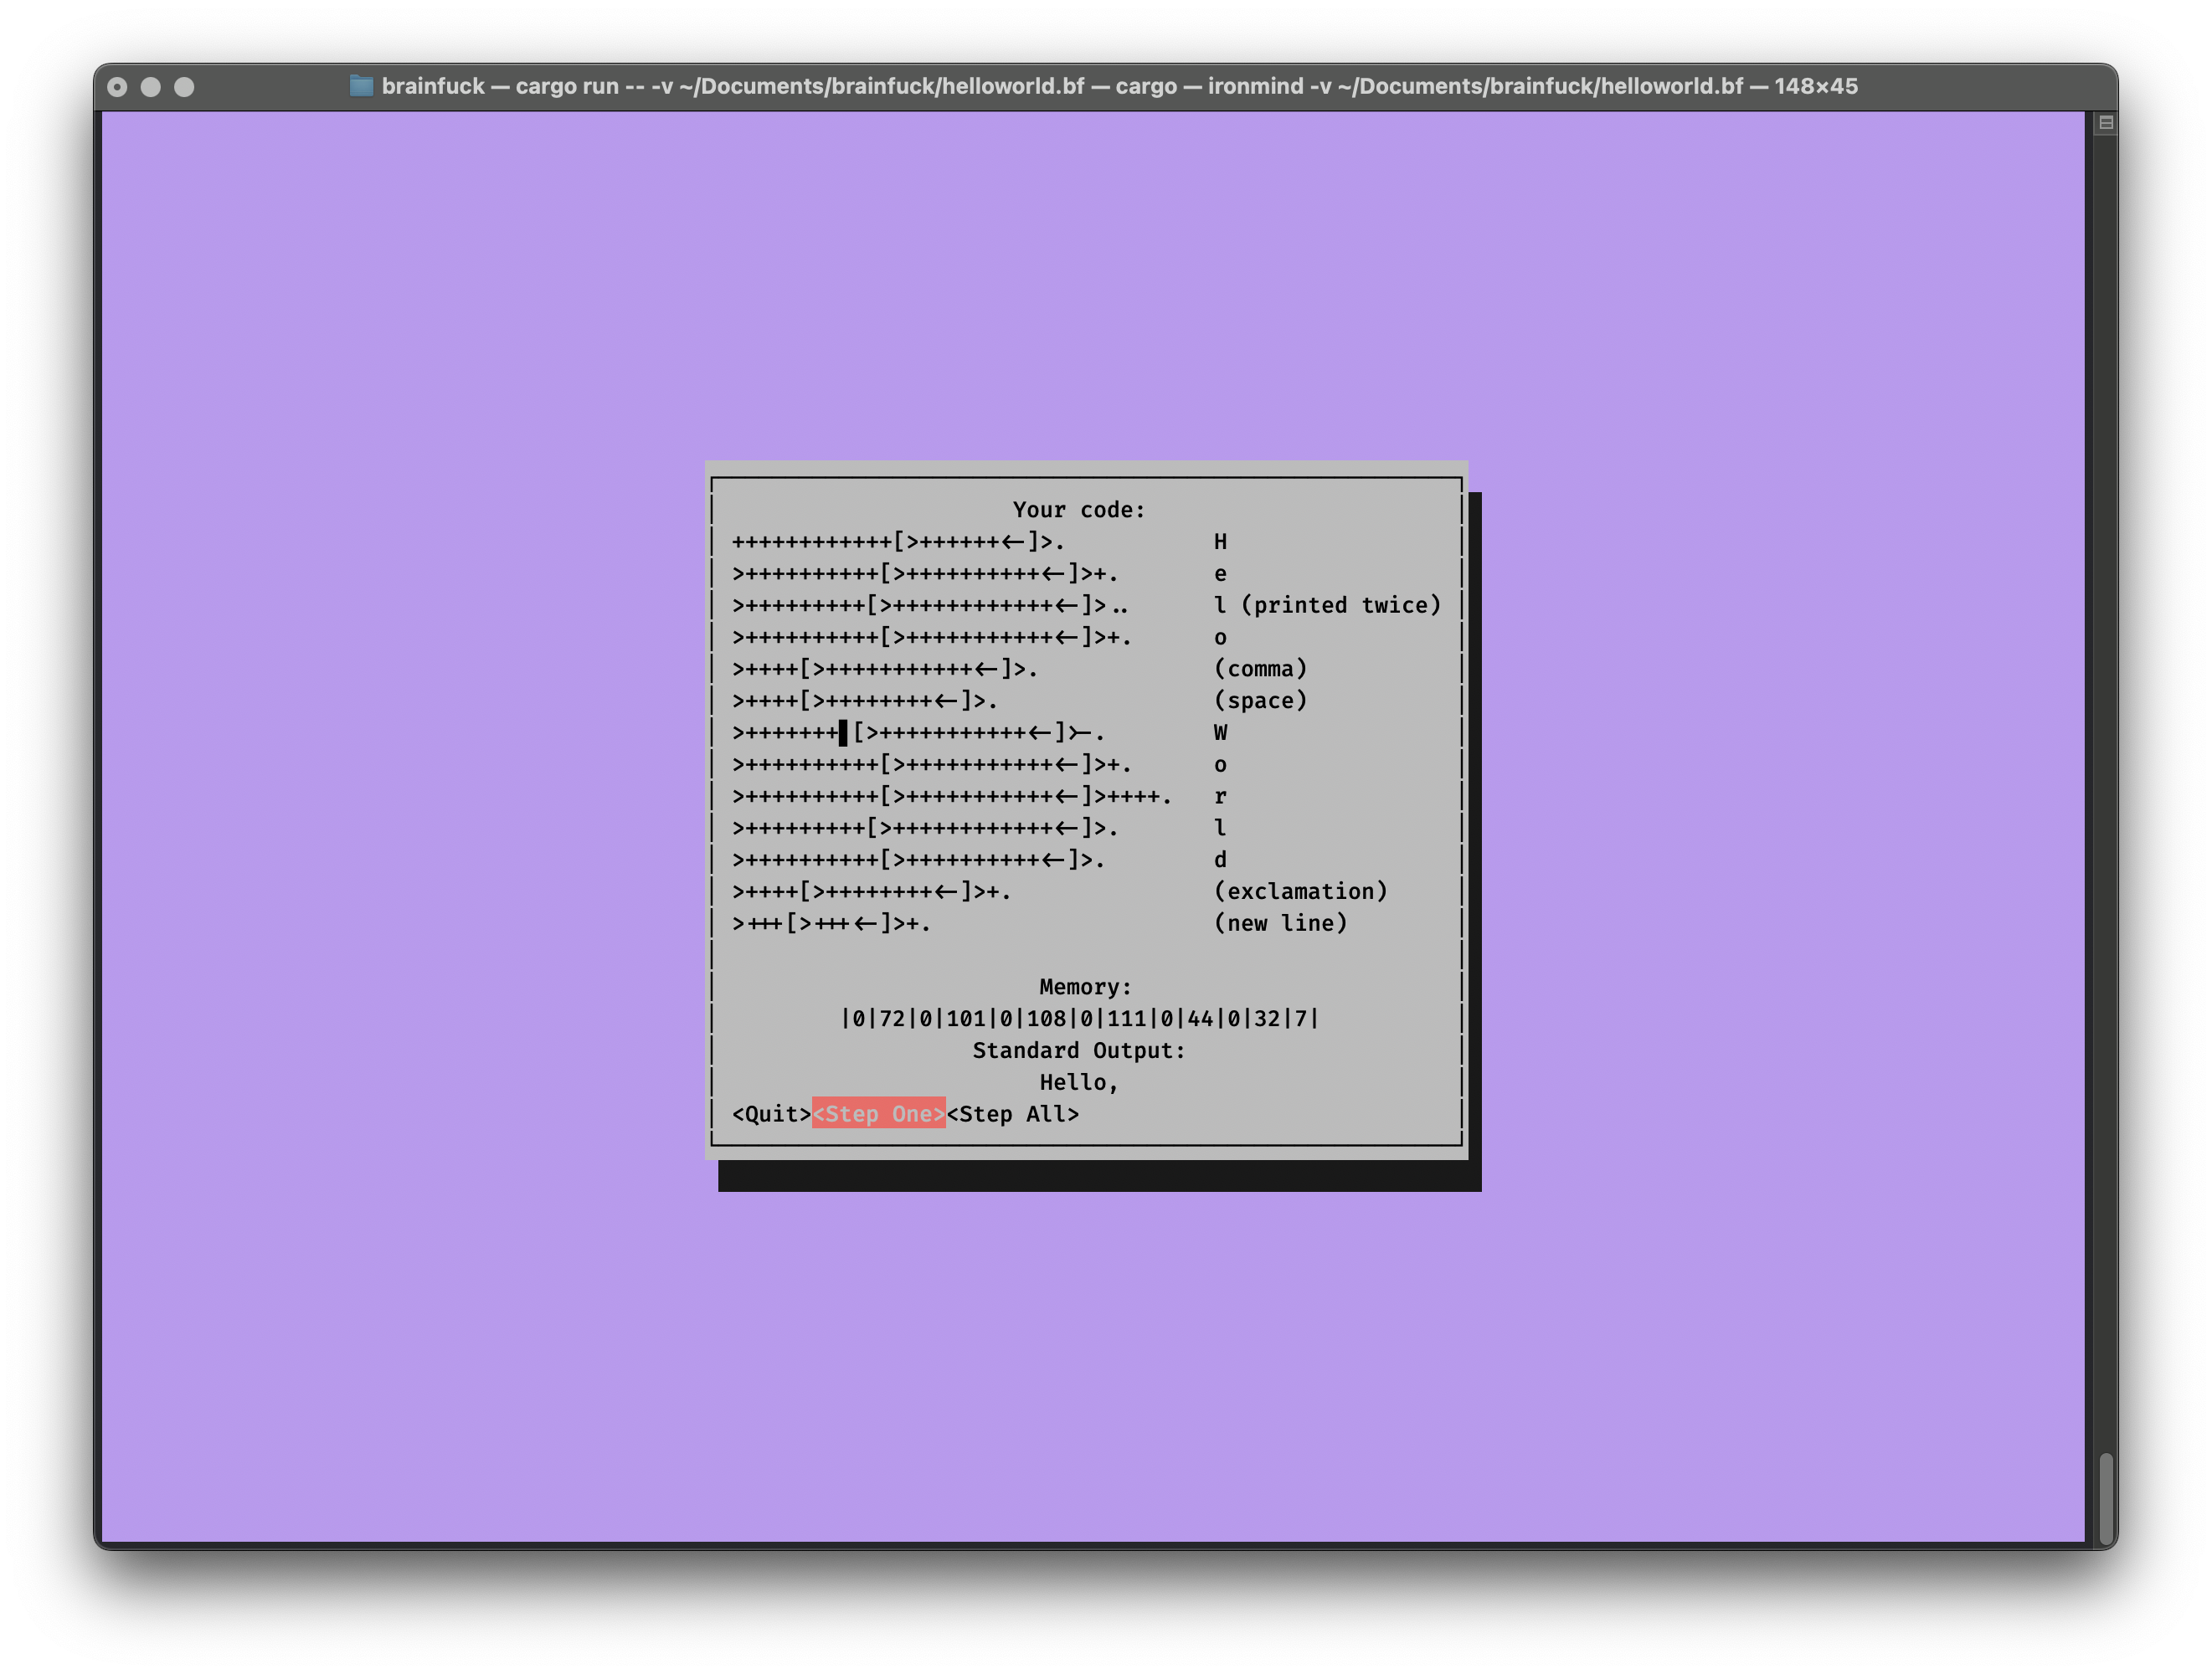 brainfuck — cargo run -- -v ~/Documents/brainfuck/helloworld.bf — cargo — ironmind -v ~/Documents/brainfuck/helloworld.bf — 148×45
Your code:
++++++++++++[>++++++<-]>. H
>++++++++++[>++++++++++<-]>+. e
>+++++++++[>++++++++++++<-]>.. l (printed twice)
>++++++++++[>+++++++++++<-]>+. o
>++++[>+++++++++++<-]>. (comma)
>++++[>++++++++<-]>. (space)
>+++++++█[>+++++++++++<-]>-. W
>++++++++++[>+++++++++++<-]>+. o
>++++++++++[>+++++++++++<-]>++++. r
>+++++++++[>++++++++++++<-]>. l
>++++++++++[>++++++++++<-]>. d
>++++[>++++++++<-]>+. (exclamation)
>+++[>+++<-]>+. (new line)
Memory:
|0|72|0|101|0|108|0|111|0|44|0|32|7|
Standard Output:
Hello,
<Quit><Step One><Step All>